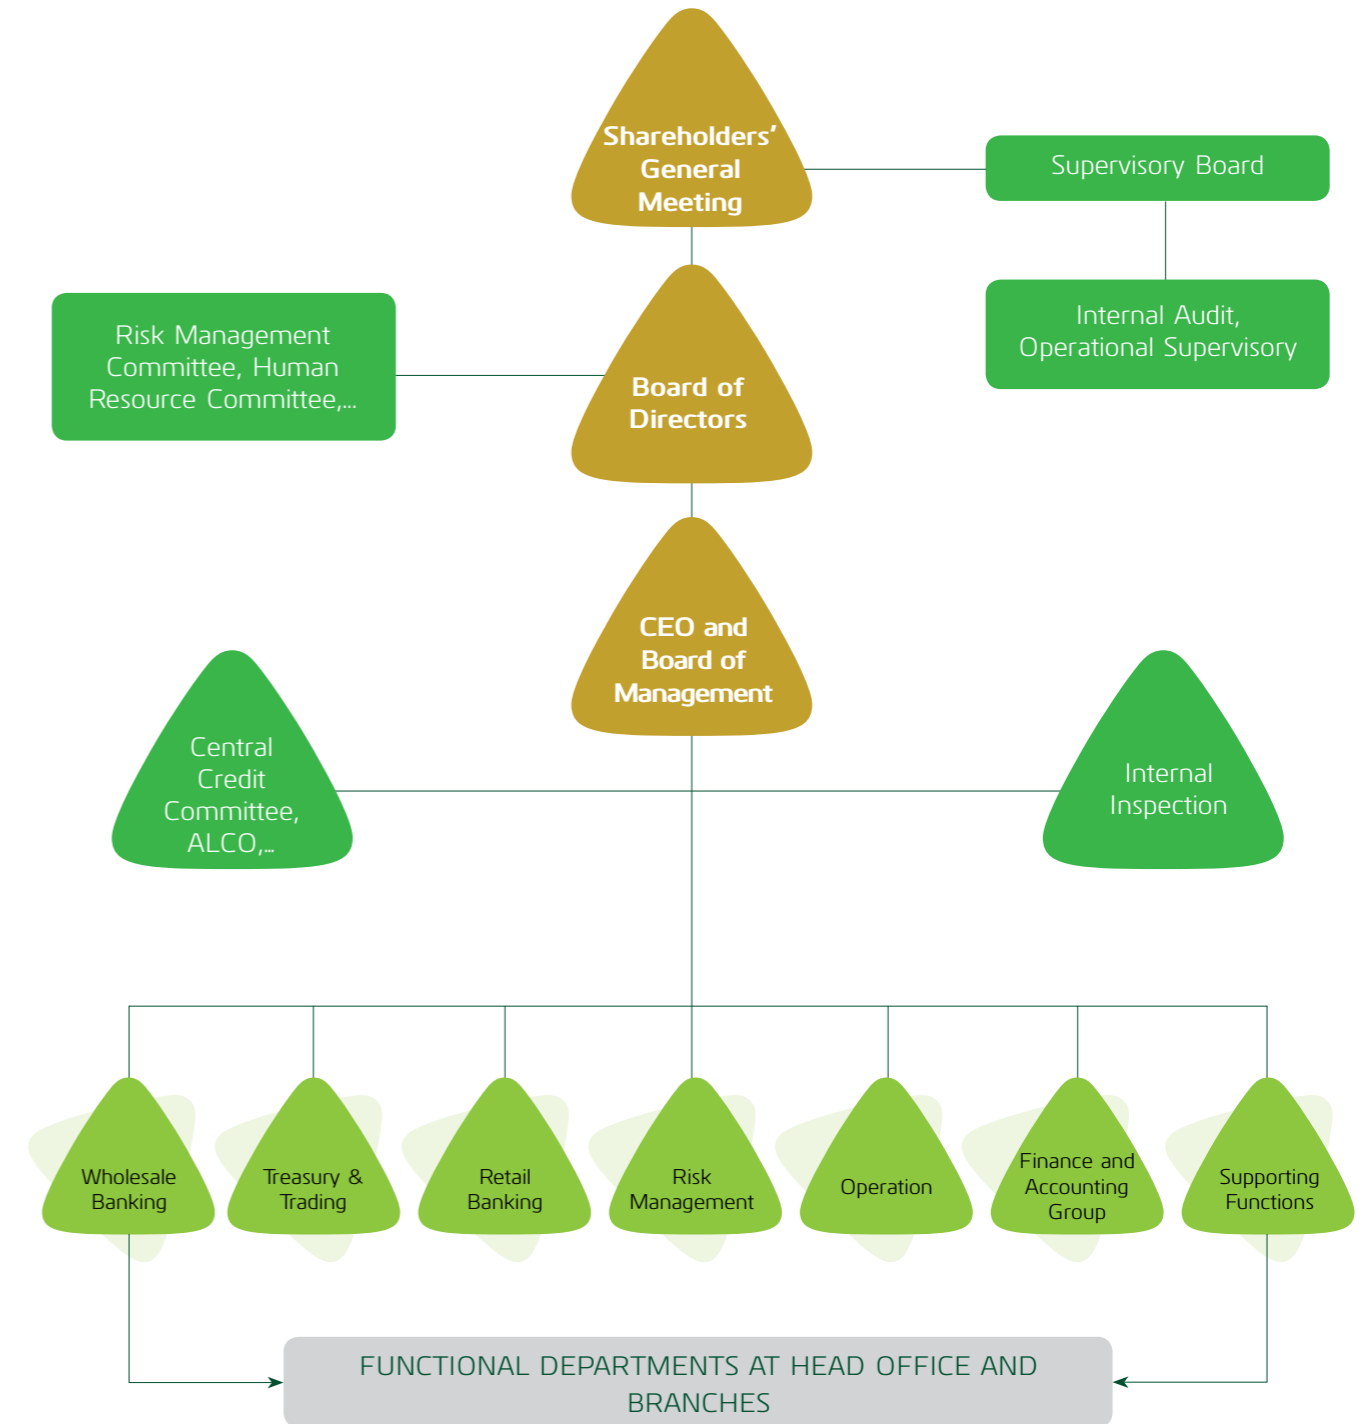 Shareholders'
General
Meeting
Supervisory Board
Internal Audit,
Operational Supervisory
Risk Management
Committee, Human
Resource Committee,...
Board of
Directors
CEO and
Board of
Management
Central
Credit
Committee,
ALCO,...
Internal
Inspection
Wholesale
Banking
Treasury &
Trading
Retail
Banking
Risk
Management
Operation
Finance and
Accounting
Group
Supporting
Functions
FUNCTIONAL DEPARTMENTS AT HEAD OFFICE AND
BRANCHES